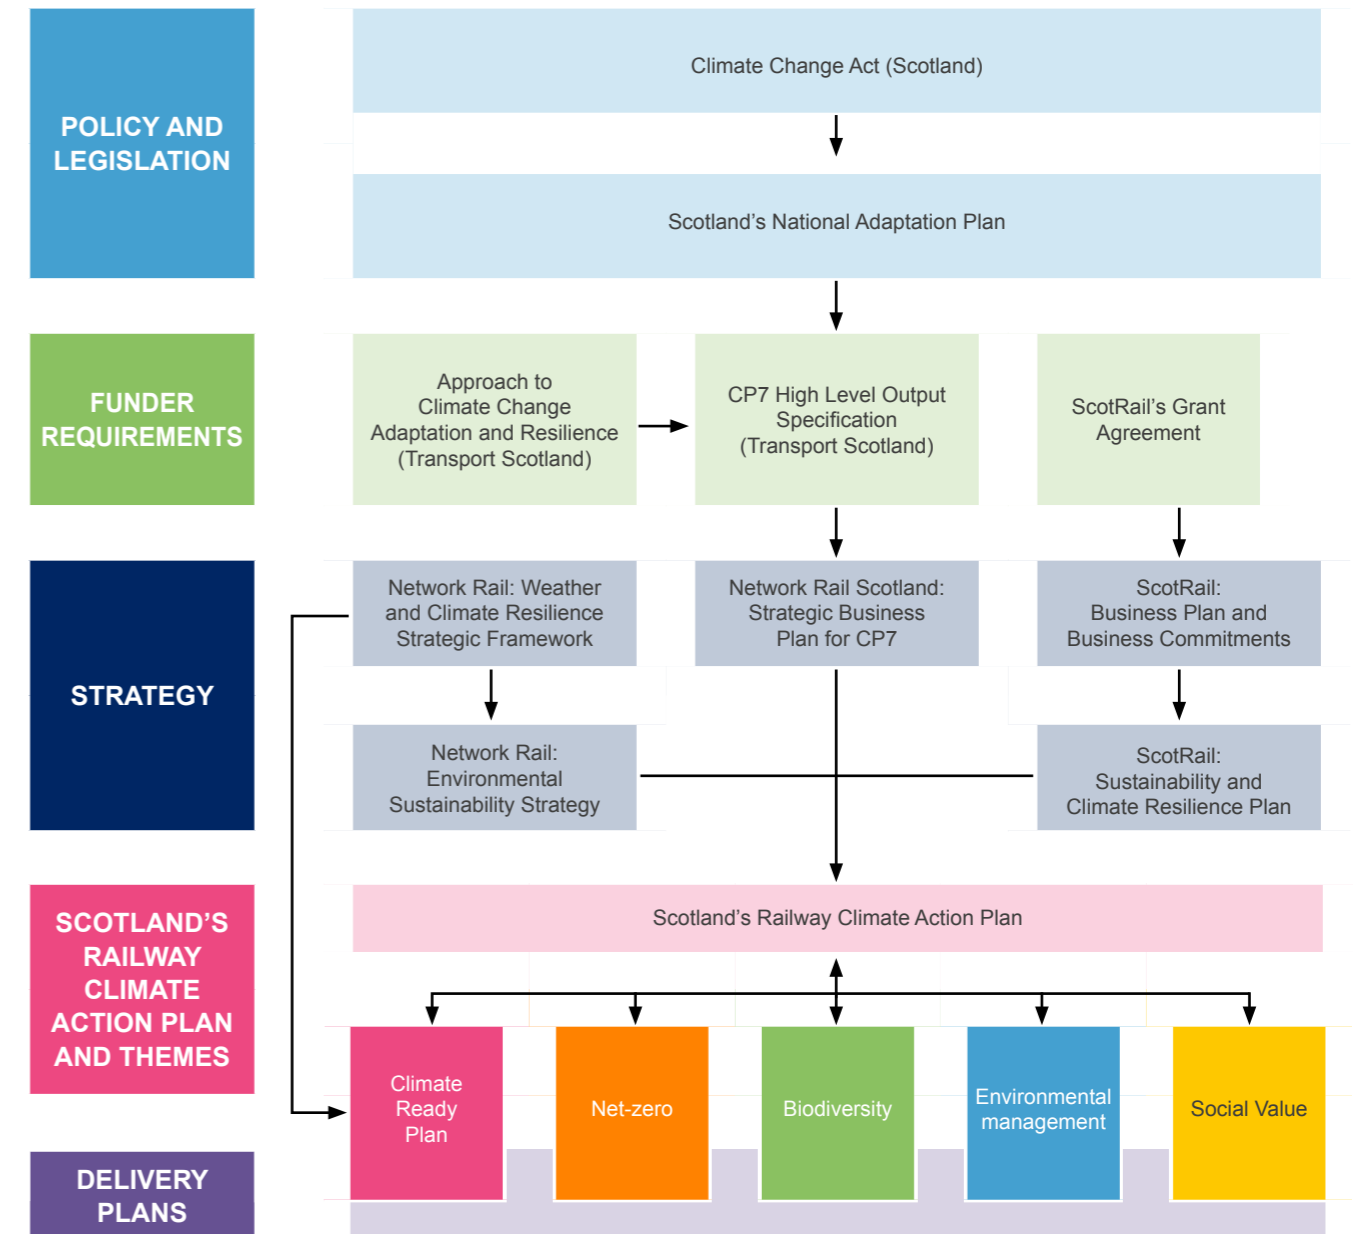 POLICY AND
LEGISLATION
Climate Change Act (Scotland)
Scotland’s National Adaptation Plan
FUNDER
REQUIREMENTS
Approach to
Climate Change
Adaptation and Resilience
(Transport Scotland)
CP7 High Level Output
Specification
(Transport Scotland)
ScotRail’s Grant
Agreement
STRATEGY
Network Rail: Weather
and Climate Resilience
Strategic Framework
Network Rail Scotland:
Strategic Business
Plan for CP7
ScotRail:
Business Plan and
Business Commitments
Network Rail:
Environmental
Sustainability Strategy
ScotRail:
Sustainability and
Climate Resilience Plan
SCOTLAND’S
RAILWAY
CLIMATE
ACTION PLAN
AND THEMES
Scotland’s Railway Climate Action Plan
Climate
Ready
Plan
Net-zero
Biodiversity
Environmental
management
Social Value
DELIVERY
PLANS